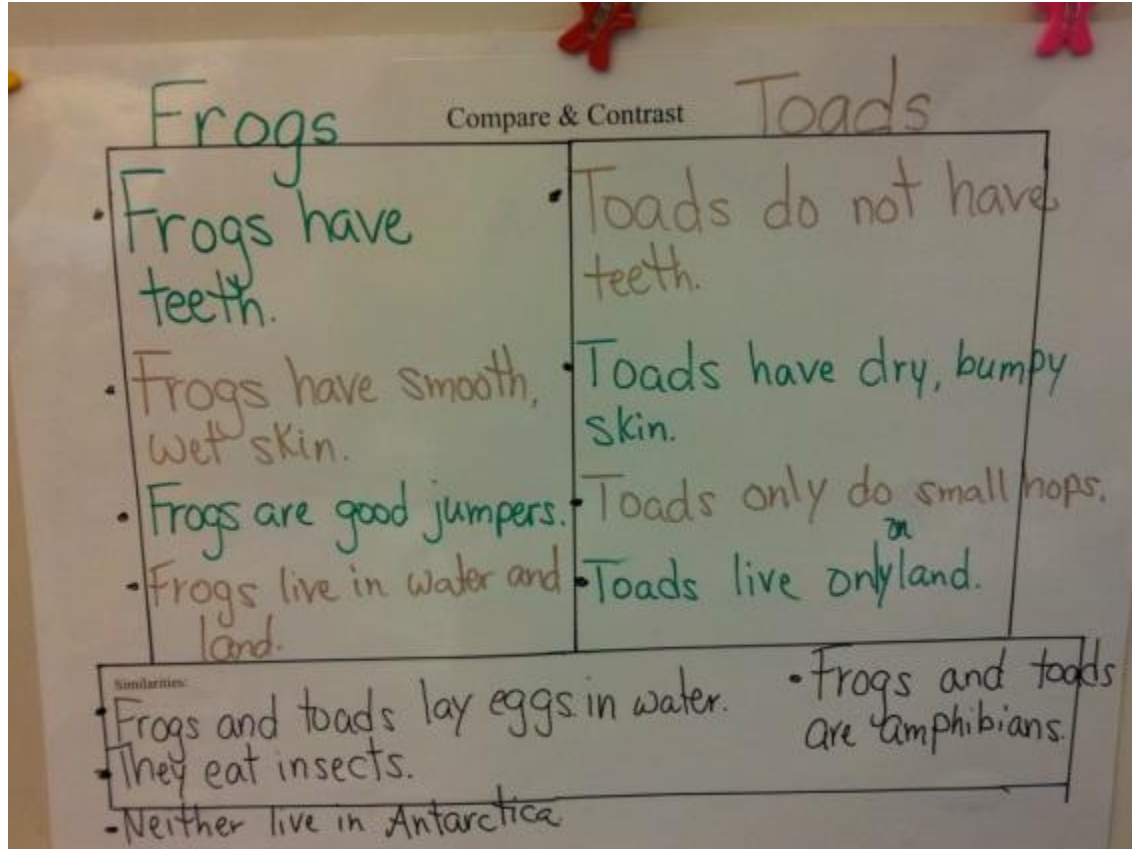 Frogs
Compare & Contrast
Toads
Frogs have
teeth.
Frogs have smooth,
wet skin.
Frogs are good jumpers.
Frogs live in water and
land.
Toads do not have
teeth.
Toads have dry, bumpy
skin.
Toads only do small hops.
on
Toads live only land.
Similarities:
Frogs and toads lay eggs in water.
They eat insects.
Neither live in Antarctica
Frogs and toads
are amphibians.